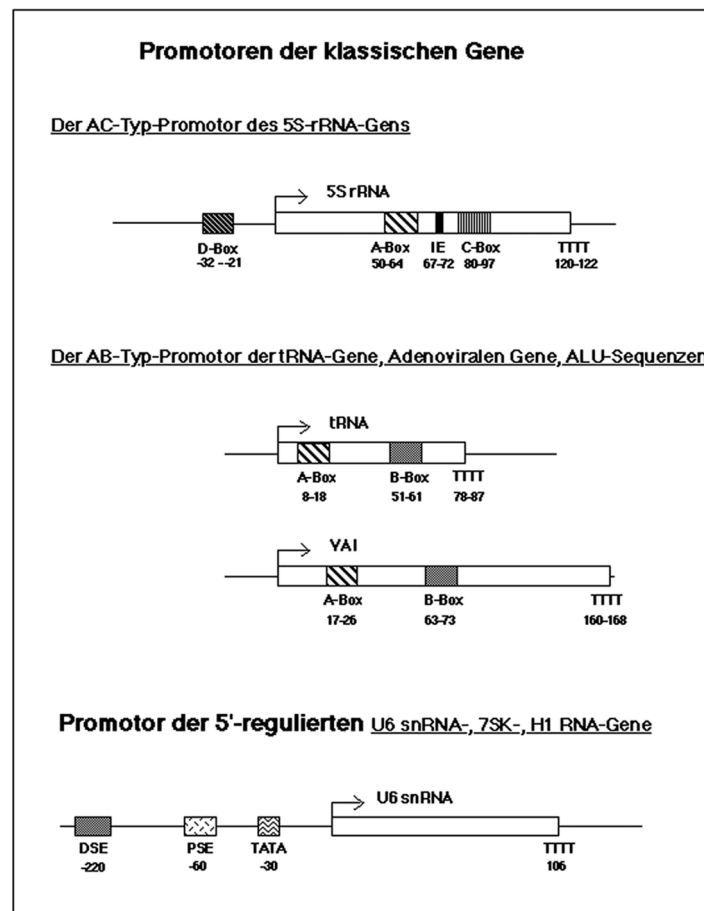 Promotoren der klassischen Gene
Der AC-Typ-Promotor des 5S-rRNA-Gens
5S rRNA
D-Box A-Box IE C-Box TTTT
-32 --21 50-64 67-72 80-97 120-122
Der AB-Typ-Promotor der tRNA-Gene, Adenoviralen Gene, ALU-Sequenzen
tRNA
A-Box B-Box TTTT
8-18 51-61 78-87
VAI
A-Box B-Box TTTT
17-26 63-73 160-168
Promotor der 5'-regulierten U6 snRNA-, 7SK-, H1 RNA-Gene
U6 snRNA
DSE PSE TATA TTTT
-220 -60 -30 106